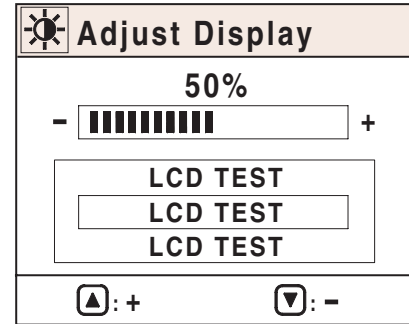 Adjust Display
50%
- +
LCD TEST
LCD TEST
LCD TEST
▲: + ▼: -